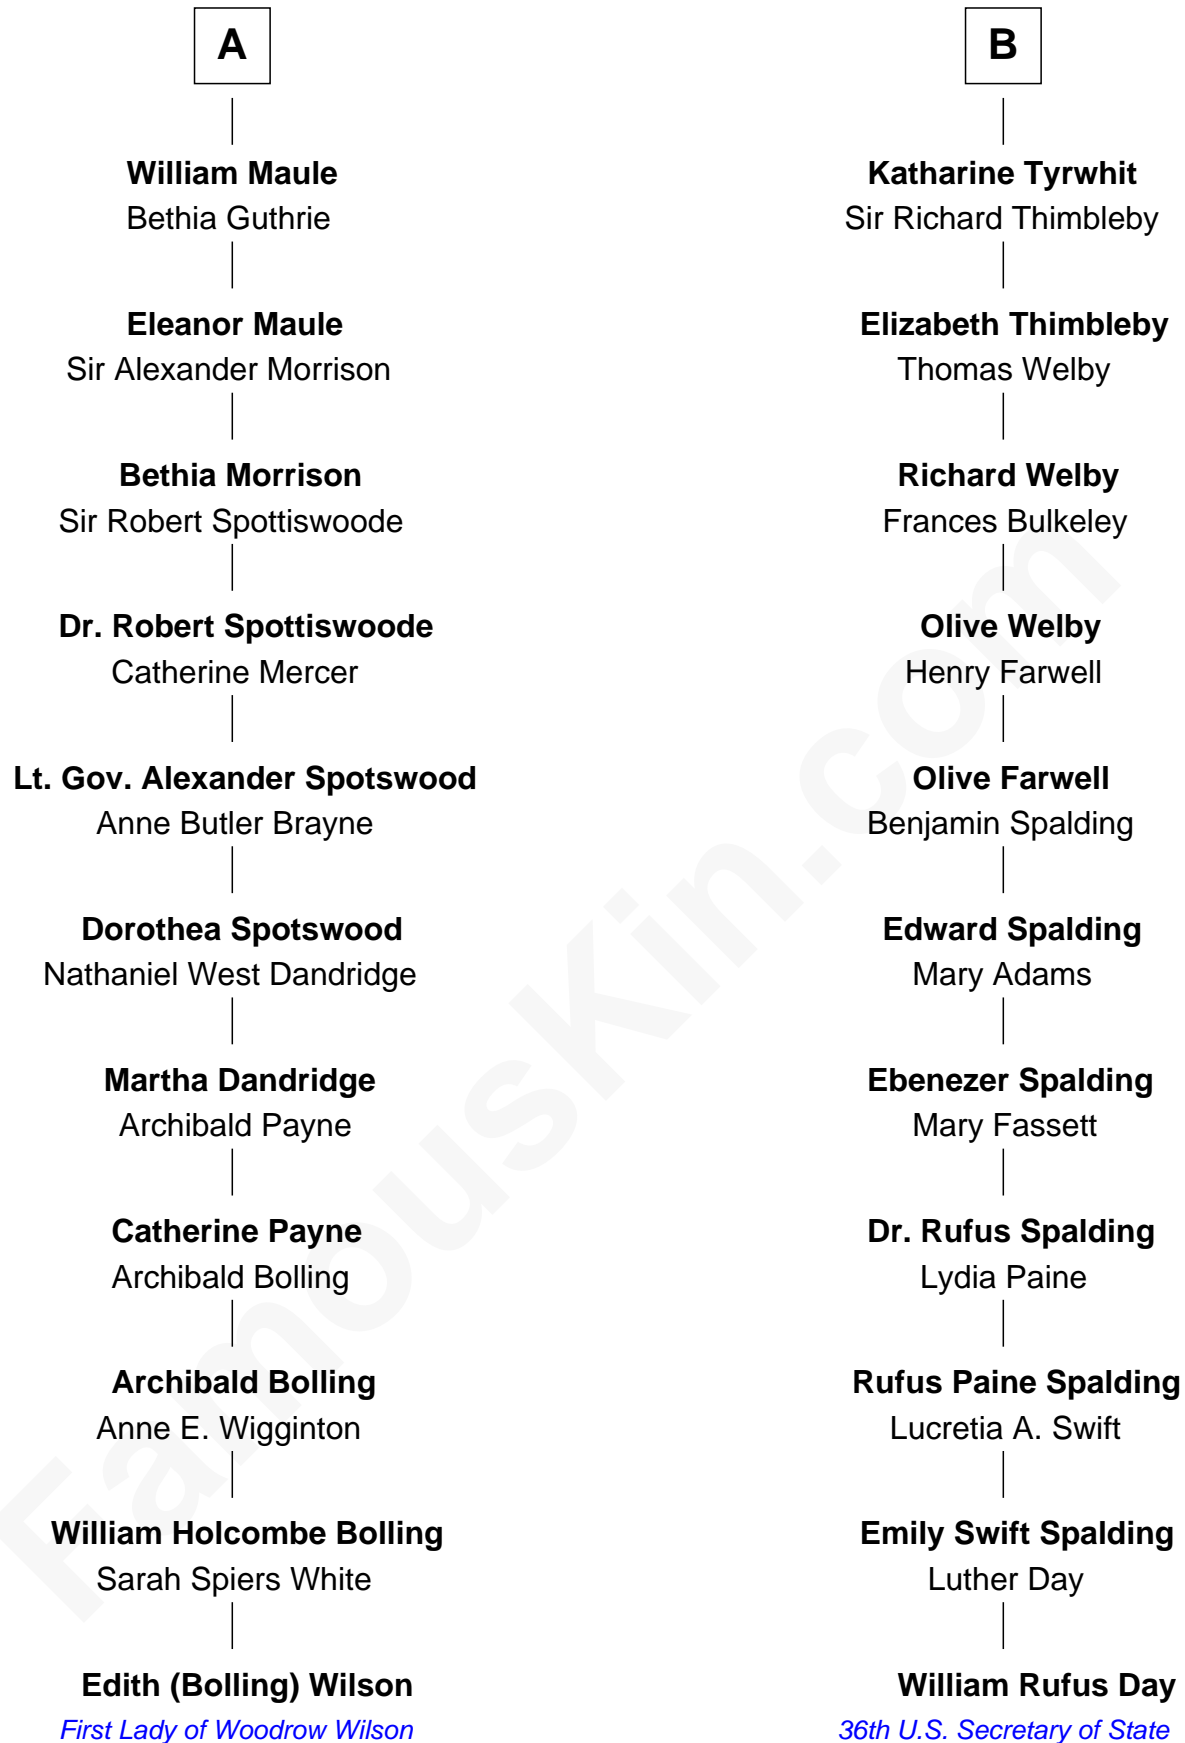 A
William Maule
Bethia Guthrie
Eleanor Maule
Sir Alexander Morrison
Bethia Morrison
Sir Robert Spottiswoode
Dr. Robert Spottiswoode
Catherine Mercer
Lt. Gov. Alexander Spotswood
Anne Butler Brayne
Dorothea Spotswood
Nathaniel West Dandridge
Martha Dandridge
Archibald Payne
Catherine Payne
Archibald Bolling
Archibald Bolling
Anne E. Wigginton
William Holcombe Bolling
Sarah Spiers White
Edith (Bolling) Wilson
First Lady of Woodrow Wilson
B
Katharine Tyrwhit
Sir Richard Thimbleby
Elizabeth Thimbleby
Thomas Welby
Richard Welby
Frances Bulkeley
Olive Welby
Henry Farwell
Olive Farwell
Benjamin Spalding
Edward Spalding
Mary Adams
Ebenezer Spalding
Mary Fassett
Dr. Rufus Spalding
Lydia Paine
Rufus Paine Spalding
Lucretia A. Swift
Emily Swift Spalding
Luther Day
William Rufus Day
36th U.S. Secretary of State
FamousKin.com